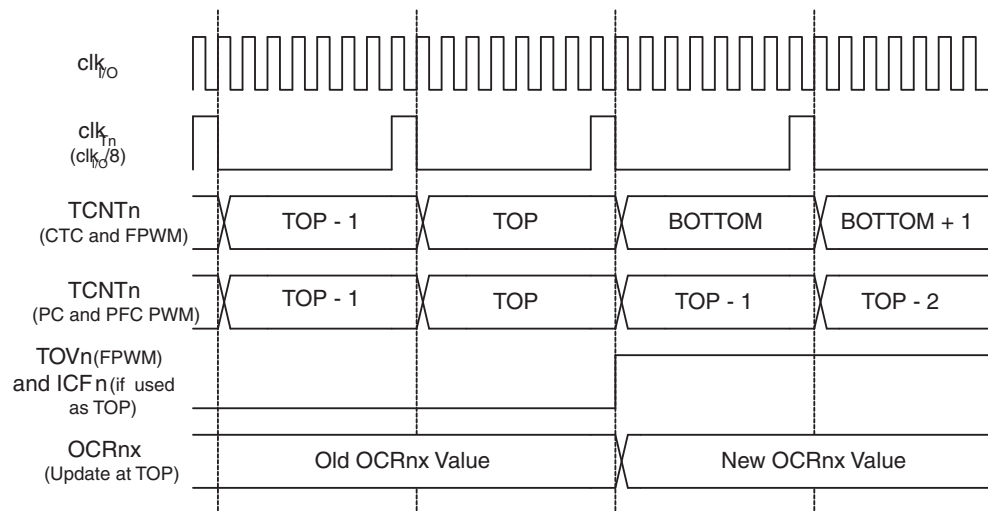 clkI/O
clkTn
(clkI/O/8)
TCNTn
(CTC and FPWM)
TOP - 1
TOP
BOTTOM
BOTTOM + 1
TCNTn
(PC and PFC PWM)
TOP - 1
TOP
TOP - 1
TOP - 2
TOVn(FPWM)
and ICFn(if used
as TOP)
OCRnx
(Update at TOP)
Old OCRnx Value
New OCRnx Value